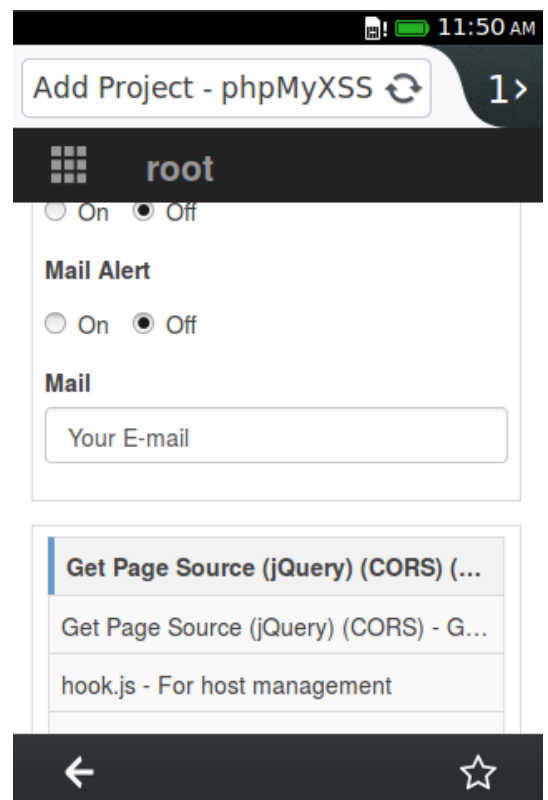 11:50 AM
Add Project - phpMyXSS
1>
root
On Off
Mail Alert
On Off
Mail
Your E-mail
Get Page Source (jQuery) (CORS) (...
Get Page Source (jQuery) (CORS) - G...
hook.js - For host management